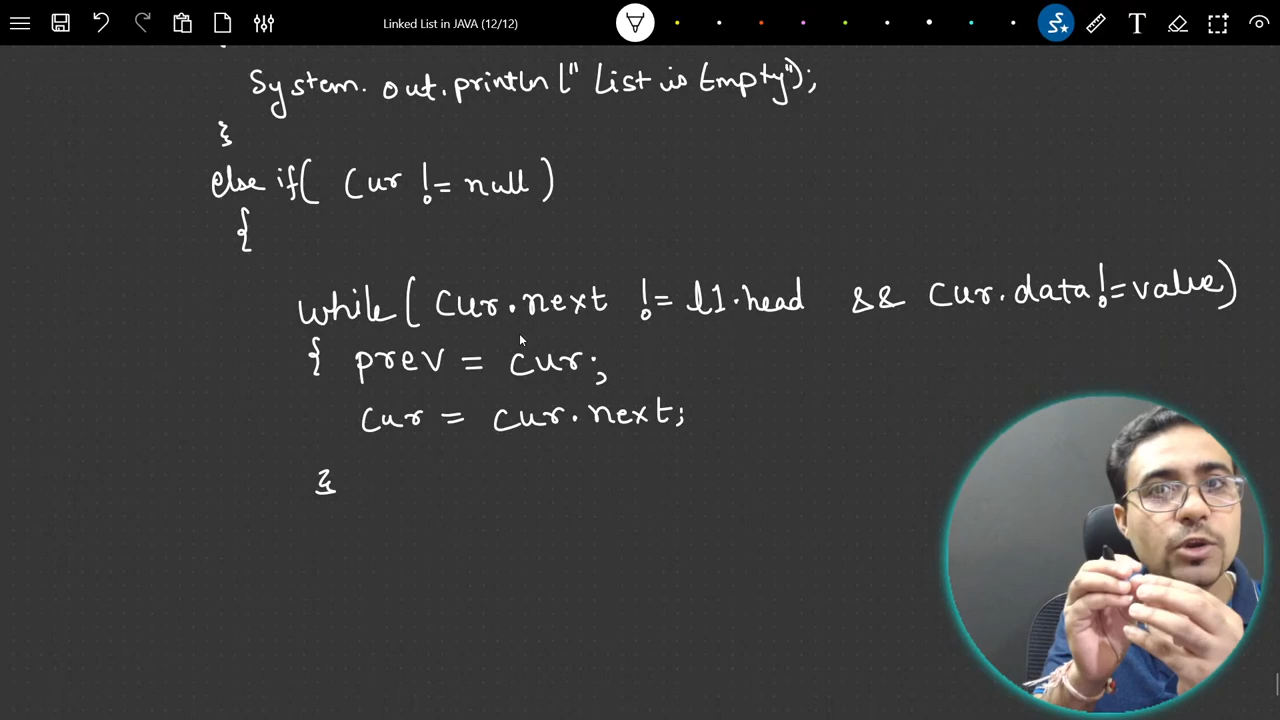 Linked List in JAVA (12/12)
T
System.out.println("List is Empty");
}
else if( Cur != null )
{
while( Cur.next != l1.head && cur.data != value )
{ prev = cur;
cur = cur.next;
}